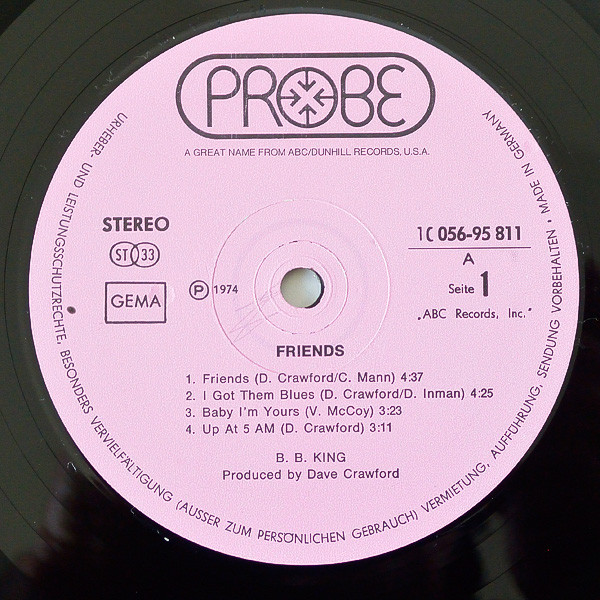 PROBE
A GREAT NAME FROM ABC/DUNHILL RECORDS, U.S.A.
STEREO
ST 33
GEMA
Ⓟ 1974
1C 056-95 811
A
Seite 1
„ABC Records, Inc."
FRIENDS
1. Friends (D. Crawford/C. Mann) 4:37
2. I Got Them Blues (D. Crawford/D. Inman) 4:25
3. Baby I'm Yours (V. McCoy) 3:23
4. Up At 5 AM (D. Crawford) 3:11
B. B. KING
Produced by Dave Crawford
URHEBER- UND LEISTUNGSSCHUTZRECHTE, BESONDERS VERVIELFÄLTIGUNG (AUSSER ZUM PERSÖNLICHEN GEBRAUCH) VERMIETUNG, AUFFÜHRUNG, SENDUNG VORBEHALTEN • MADE IN GERMANY